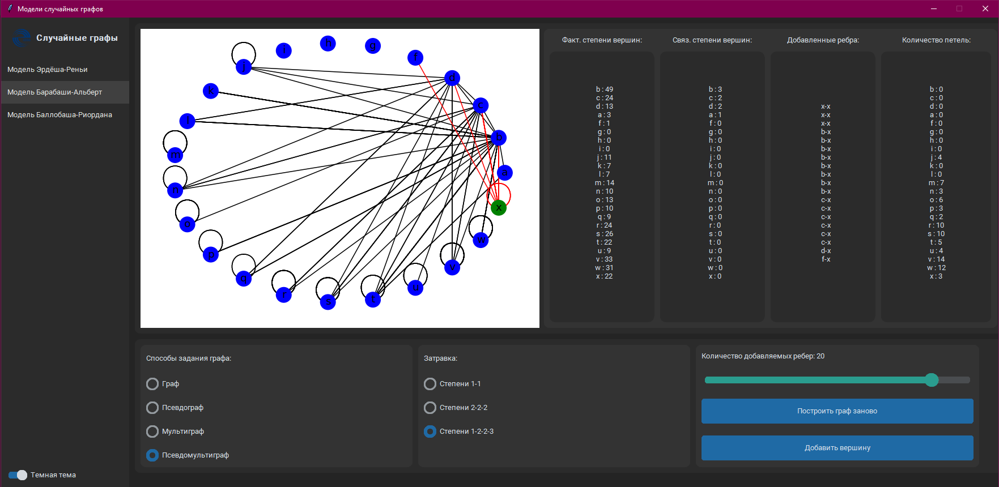 Модели случайных графов
Случайные графы
Модель Эрдёша-Реньи
Модель Барабаши-Альберт
Модель Баллобаша-Риордана
Темная тема
h
g
i
f
j
d
k
c
l
b
m
a
n
x
o
w
p
v
q
u
r
t
s
Факт. степени вершин:
b : 49
c : 24
d : 13
a : 3
f : 1
g : 0
h : 0
i : 0
j : 11
k : 7
l : 7
m : 14
n : 10
o : 13
p : 10
q : 9
r : 24
s : 26
t : 22
u : 9
v : 33
w : 31
x : 22
Связ. степени вершин:
b : 3
c : 2
d : 2
a : 1
f : 0
g : 0
h : 0
i : 0
j : 0
k : 0
l : 0
m : 0
n : 0
o : 0
p : 0
q : 0
r : 0
s : 0
t : 0
u : 0
v : 0
w : 0
x : 0
Добавленные ребра:
x-x
x-x
x-x
b-x
b-x
b-x
b-x
b-x
b-x
b-x
b-x
c-x
c-x
c-x
c-x
c-x
c-x
d-x
f-x
Количество петель:
b : 0
c : 0
d : 0
a : 0
f : 0
g : 0
h : 0
i : 0
j : 4
k : 0
l : 0
m : 7
n : 3
o : 6
p : 3
q : 2
r : 10
s : 10
t : 5
u : 4
v : 14
w : 12
x : 3
Способы задания графа:
Граф
Псевдограф
Мультиграф
Псевдомультиграф
Затравка:
Степени 1-1
Степени 2-2-2
Степени 1-2-2-3
Количество добавляемых ребер: 20
Построить граф заново
Добавить вершину